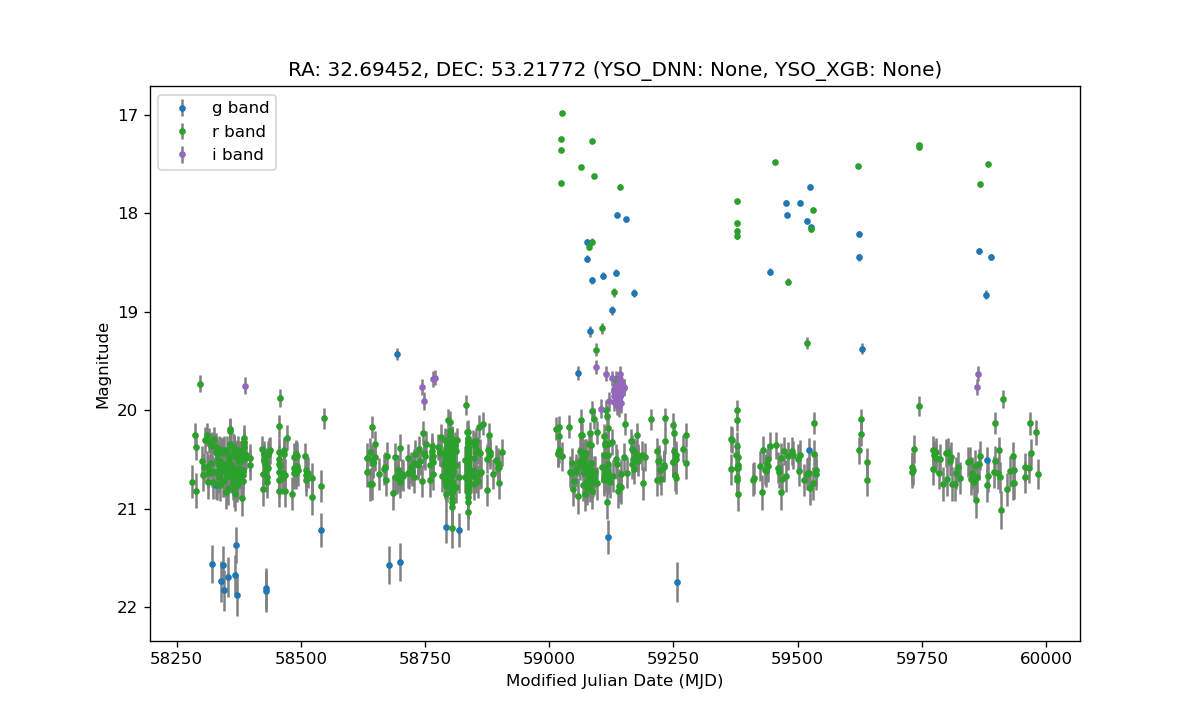 RA: 32.69452, DEC: 53.21772 (YSO_DNN: None, YSO_XGB: None)
g band
r band
i band
17
18
19
20
21
22
Magnitude
58250 58500 58750 59000 59250 59500 59750 60000
Modified Julian Date (MJD)